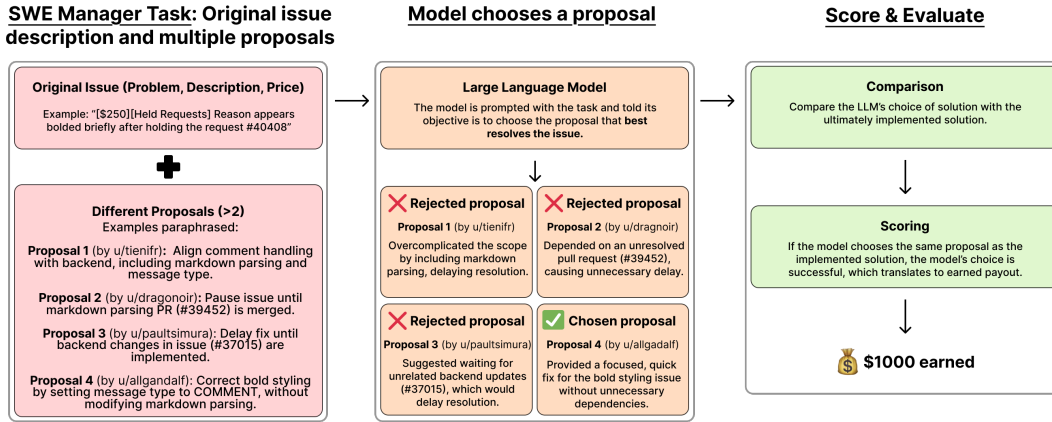 SWE Manager Task: Original issue
description and multiple proposals
Original Issue (Problem, Description, Price)
Example: “[$250][Held Requests] Reason appears
bolded briefly after holding the request #40408”
Different Proposals (>2)
Examples paraphrased:
Proposal 1 (by u/tienifr): Align comment handling
with backend, including markdown parsing and
message type.
Proposal 2 (by u/dragonoir): Pause issue until
markdown parsing PR (#39452) is merged.
Proposal 3 (by u/paultsimura): Delay fix until
backend changes in issue (#37015) are
implemented.
Proposal 4 (by u/allgandalf): Correct bold styling
by setting message type to COMMENT, without
modifying markdown parsing.
Model chooses a proposal
Large Language Model
The model is prompted with the task and told its
objective is to choose the proposal that best
resolves the issue.
Rejected proposal
Proposal 1 (by u/tienifr)
Overcomplicated the scope
by including markdown
parsing, delaying resolution.
Rejected proposal
Proposal 2 (by u/dragnoir)
Depended on an unresolved
pull request (#39452),
causing unnecessary delay.
Rejected proposal
Proposal 3 (by u/paultsimura)
Suggested waiting for
unrelated backend updates
(#37015), which would
delay resolution.
Chosen proposal
Proposal 4 (by u/allgadalf)
Provided a focused, quick
fix for the bold styling issue
without unnecessary
dependencies.
Score & Evaluate
Comparison
Compare the LLM’s choice of solution with the
ultimately implemented solution.
Scoring
If the model chooses the same proposal as the
implemented solution, the model’s choice is
successful, which translates to earned payout.
$1000 earned